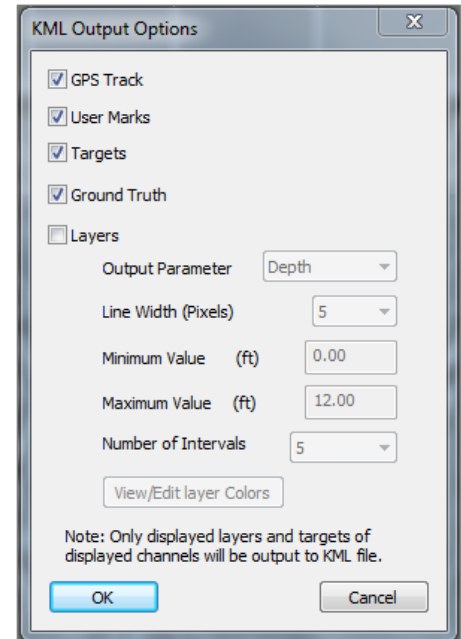 KML Output Options
GPS Track
User Marks
Targets
Ground Truth
Layers
Output Parameter Depth
Line Width (Pixels) 5
Minimum Value (ft) 0.00
Maximum Value (ft) 12.00
Number of Intervals 5
View/Edit layer Colors
Note: Only displayed layers and targets of
displayed channels will be output to KML file.
OK Cancel